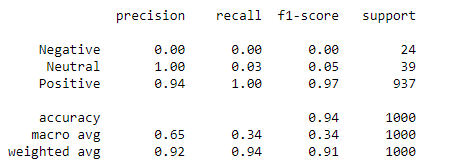 precision recall f1-score support
Negative 0.00 0.00 0.00 24
Neutral 1.00 0.03 0.05 39
Positive 0.94 1.00 0.97 937
accuracy 0.94 1000
macro avg 0.65 0.34 0.34 1000
weighted avg 0.92 0.94 0.91 1000